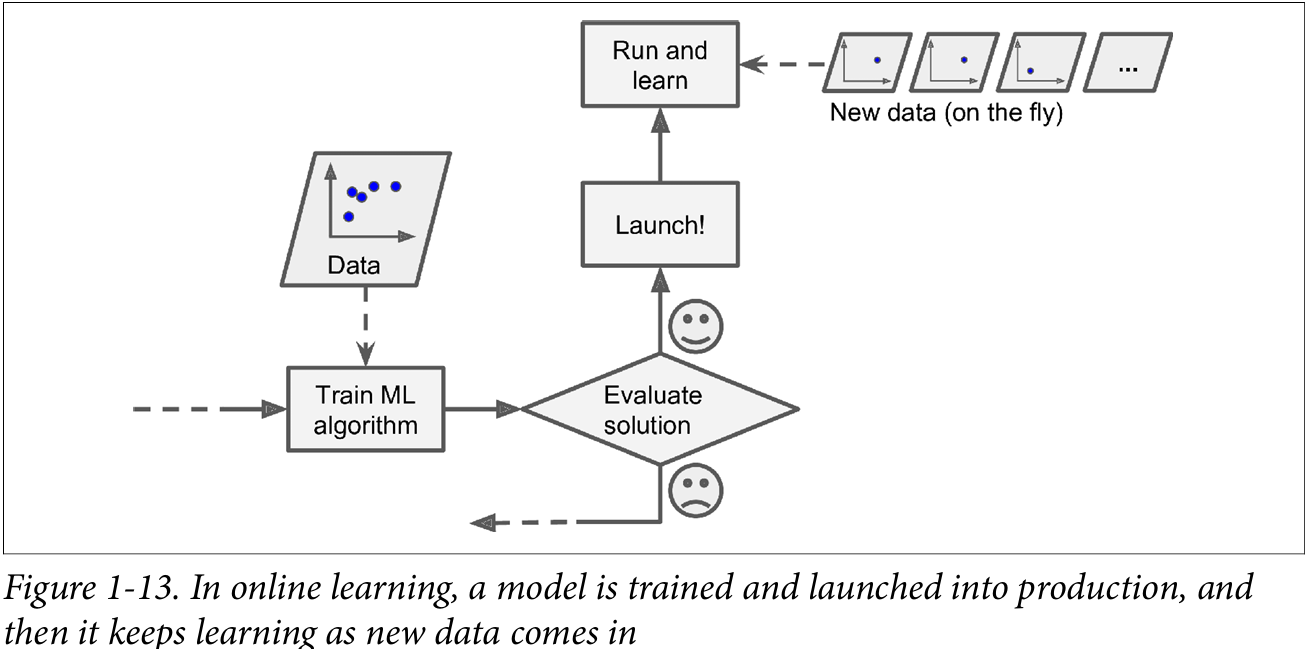 Run and
learn
...
New data (on the fly)
Launch!
Data
Train ML
algorithm
Evaluate
solution
Figure 1-13. In online learning, a model is trained and launched into production, and
then it keeps learning as new data comes in